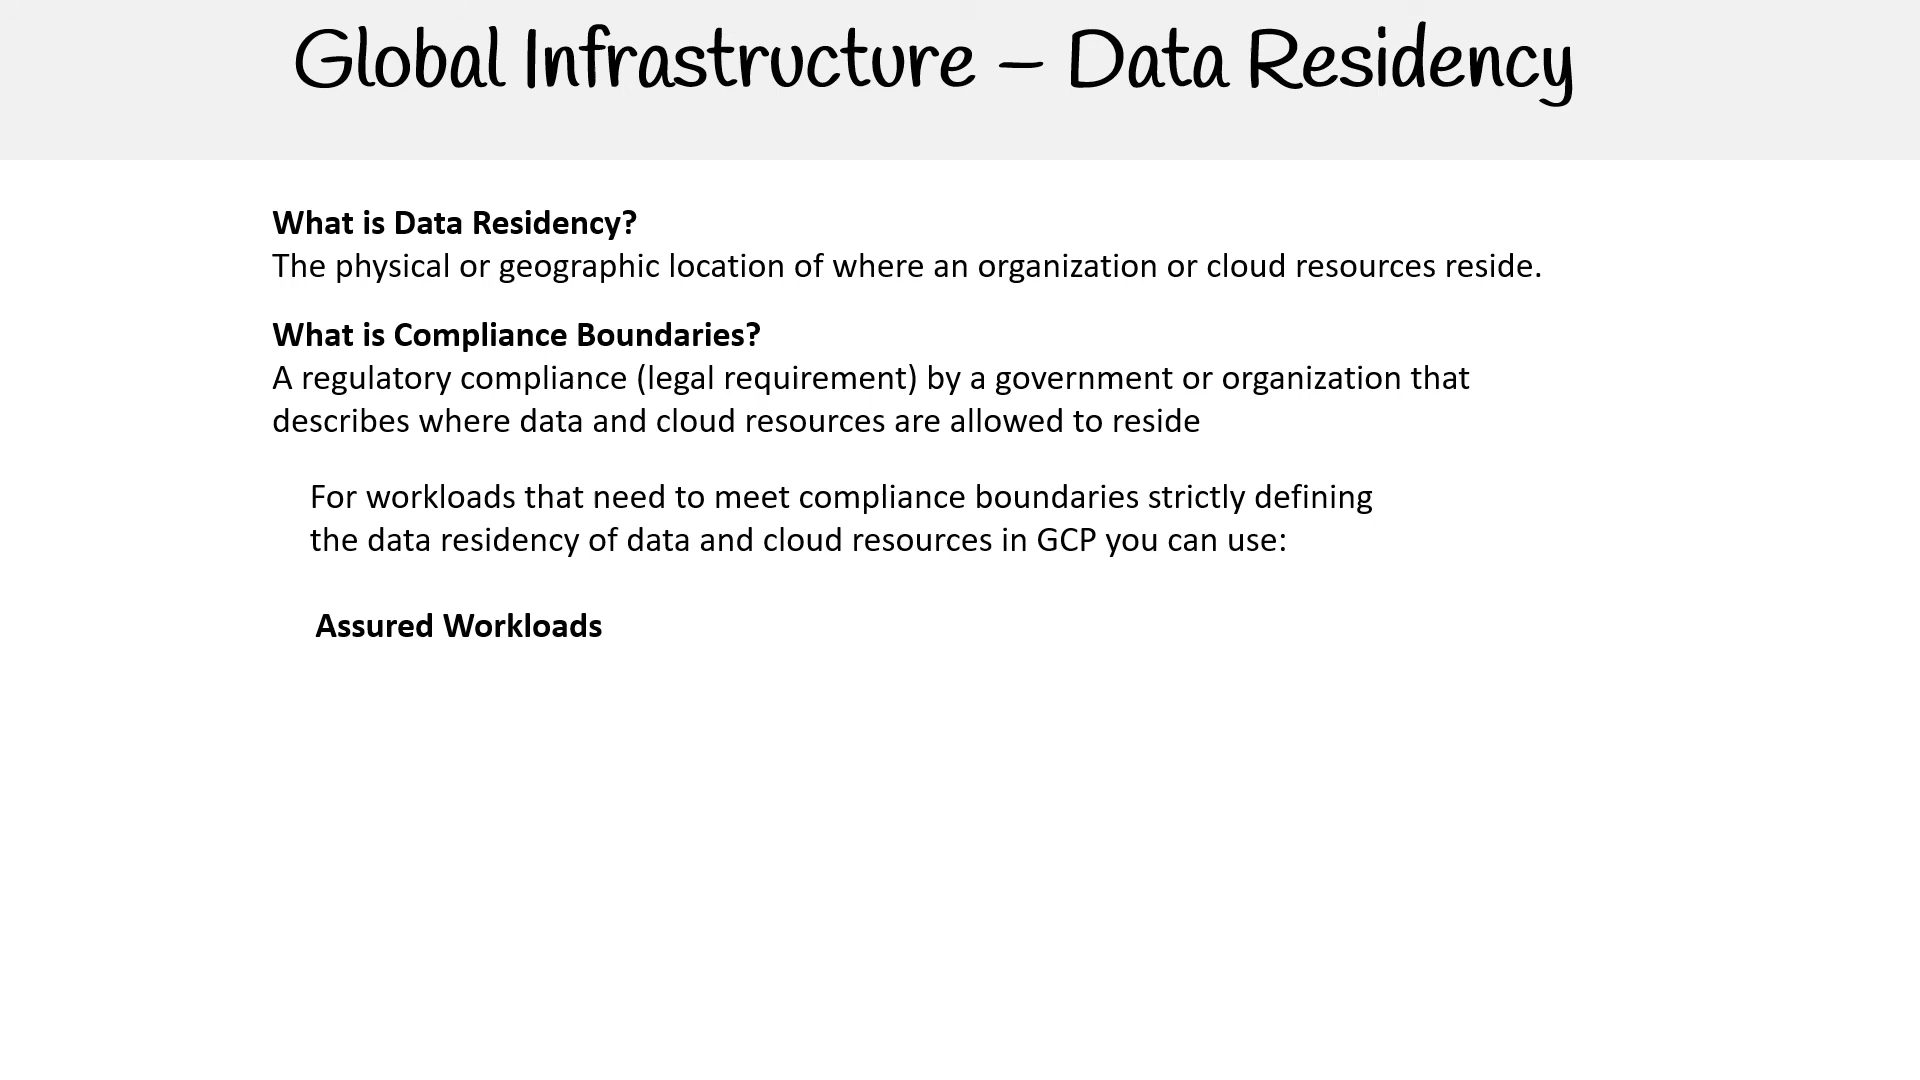 Global Infrastructure – Data Residency
What is Data Residency?
The physical or geographic location of where an organization or cloud resources reside.
What is Compliance Boundaries?
A regulatory compliance (legal requirement) by a government or organization that
describes where data and cloud resources are allowed to reside
For workloads that need to meet compliance boundaries strictly defining
the data residency of data and cloud resources in GCP you can use:
Assured Workloads